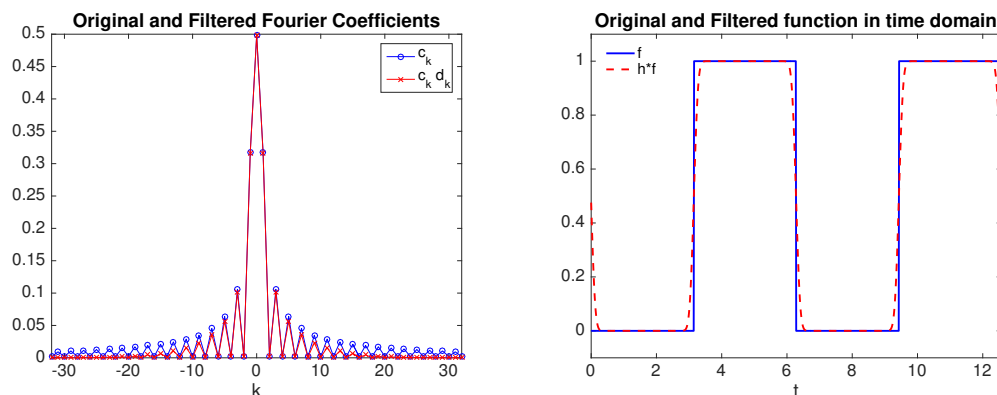 Original and Filtered Fourier Coefficients
0.5
0.45
0.4
0.35
0.3
0.25
0.2
0.15
0.1
0.05
0
-30 -20 -10 0 10 20 30
k
c_k
c_k d_k
Original and Filtered function in time domain
1
0.8
0.6
0.4
0.2
0
0 2 4 6 8 10 12
t
f
h*f